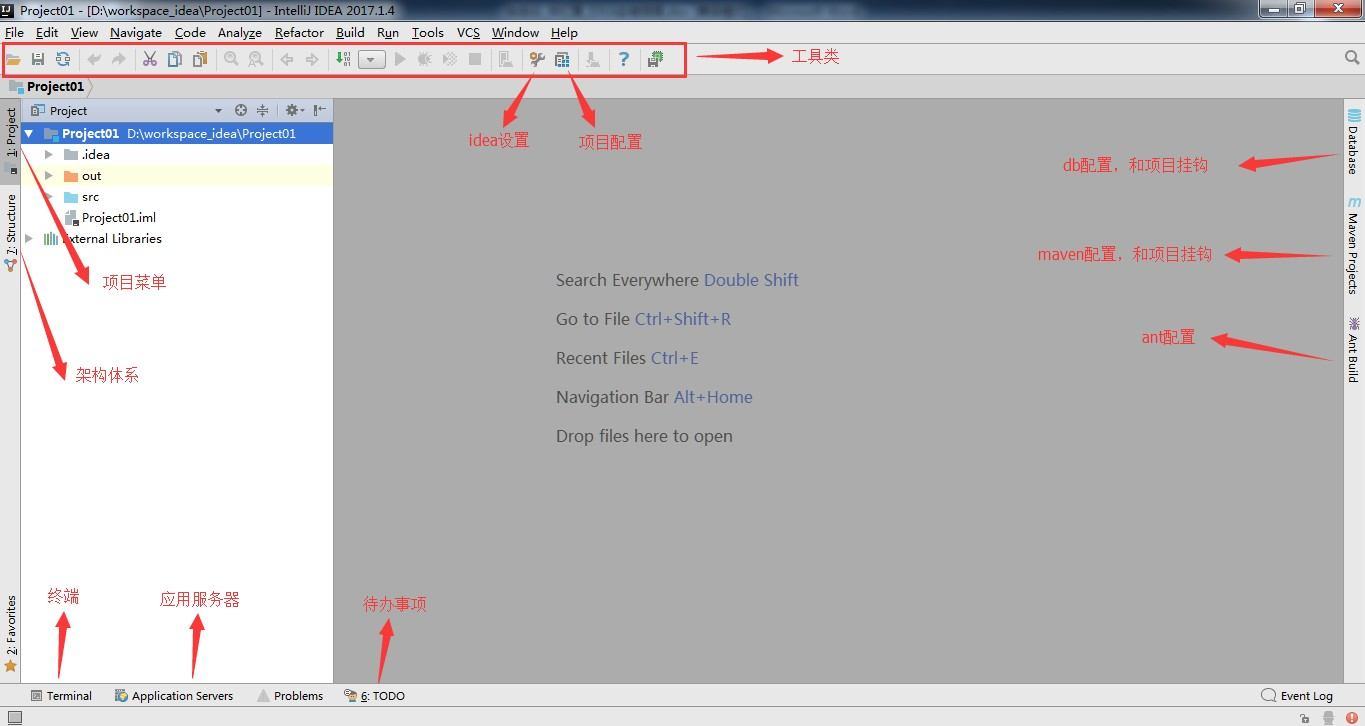 Project01 - [D:\workspace_idea\Project01] - IntelliJ IDEA 2017.1.4
File Edit View Navigate Code Analyze Refactor Build Run Tools VCS Window Help
工具类
Project01
Project
idea设置
项目配置
Project01 D:\workspace_idea\Project01
.idea
out
src
Project01.iml
External Libraries
1: Project
7: Structure
2: Favorites
项目菜单
架构体系
db配置，和项目挂钩
maven配置，和项目挂钩
ant配置
Database
Maven Projects
Ant Build
Search Everywhere Double Shift
Go to File Ctrl+Shift+R
Recent Files Ctrl+E
Navigation Bar Alt+Home
Drop files here to open
终端
应用服务器
待办事项
Terminal Application Servers Problems 6: TODO Event Log